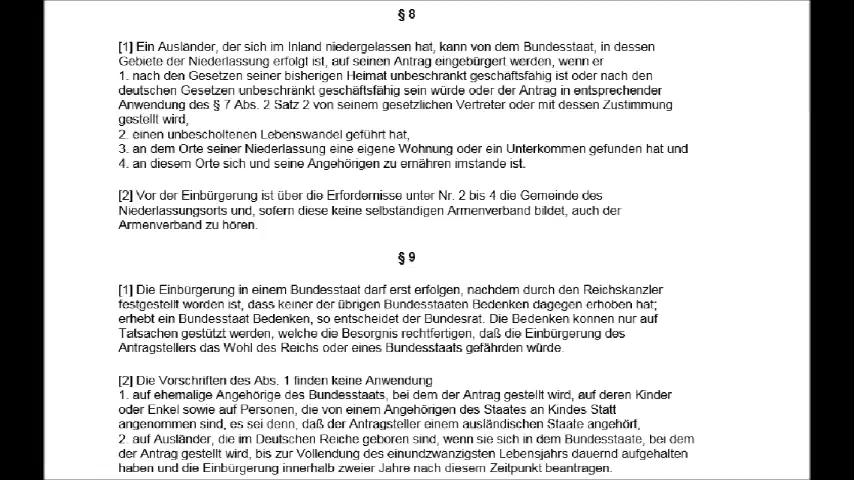 § 8
[1] Ein Ausländer, der sich im Inland niedergelassen hat, kann von dem Bundesstaat, in dessen
Gebiete der Niederlassung erfolgt ist, auf seinen Antrag eingebürgert werden, wenn er
1. nach den Gesetzen seiner bisherigen Heimat unbeschränkt geschäftsfähig ist oder nach den
deutschen Gesetzen unbeschränkt geschäftsfähig sein würde oder der Antrag in entsprechender
Anwendung des § 7 Abs. 2 Satz 2 von seinem gesetzlichen Vertreter oder mit dessen Zustimmung
gestellt wird,
2. einen unbescholtenen Lebenswandel geführt hat,
3. an dem Orte seiner Niederlassung eine eigene Wohnung oder ein Unterkommen gefunden hat und
4. an diesem Orte sich und seine Angehörigen zu ernähren imstande ist.
[2] Vor der Einbürgerung ist über die Erfordernisse unter Nr. 2 bis 4 die Gemeinde des
Niederlassungsorts und, sofern diese keine selbständigen Armenverband bildet, auch der
Armenverband zu hören.
§ 9
[1] Die Einbürgerung in einem Bundesstaat darf erst erfolgen, nachdem durch den Reichskanzler
festgestellt worden ist, dass keiner der übrigen Bundesstaaten Bedenken dagegen erhoben hat;
erhebt ein Bundesstaat Bedenken, so entscheidet der Bundesrat. Die Bedenken können nur auf
Tatsachen gestützt werden, welche die Besorgnis rechtfertigen, daß die Einbürgerung des
Antragstellers das Wohl des Reichs oder eines Bundesstaats gefährden würde.
[2] Die Vorschriften des Abs. 1 finden keine Anwendung
1. auf ehemalige Angehörige des Bundesstaats, bei dem der Antrag gestellt wird, auf deren Kinder
oder Enkel sowie auf Personen, die von einem Angehörigen des Staates an Kindes Statt
angenommen sind, es sei denn, daß der Antragsteller einem ausländischen Staate angehört,
2. auf Ausländer, die im Deutschen Reiche geboren sind, wenn sie sich in dem Bundesstaate, bei dem
der Antrag gestellt wird, bis zur Vollendung des einundzwanzigsten Lebensjahrs dauernd aufgehalten
haben und die Einbürgerung innerhalb zweier Jahre nach diesem Zeitpunkt beantragen.